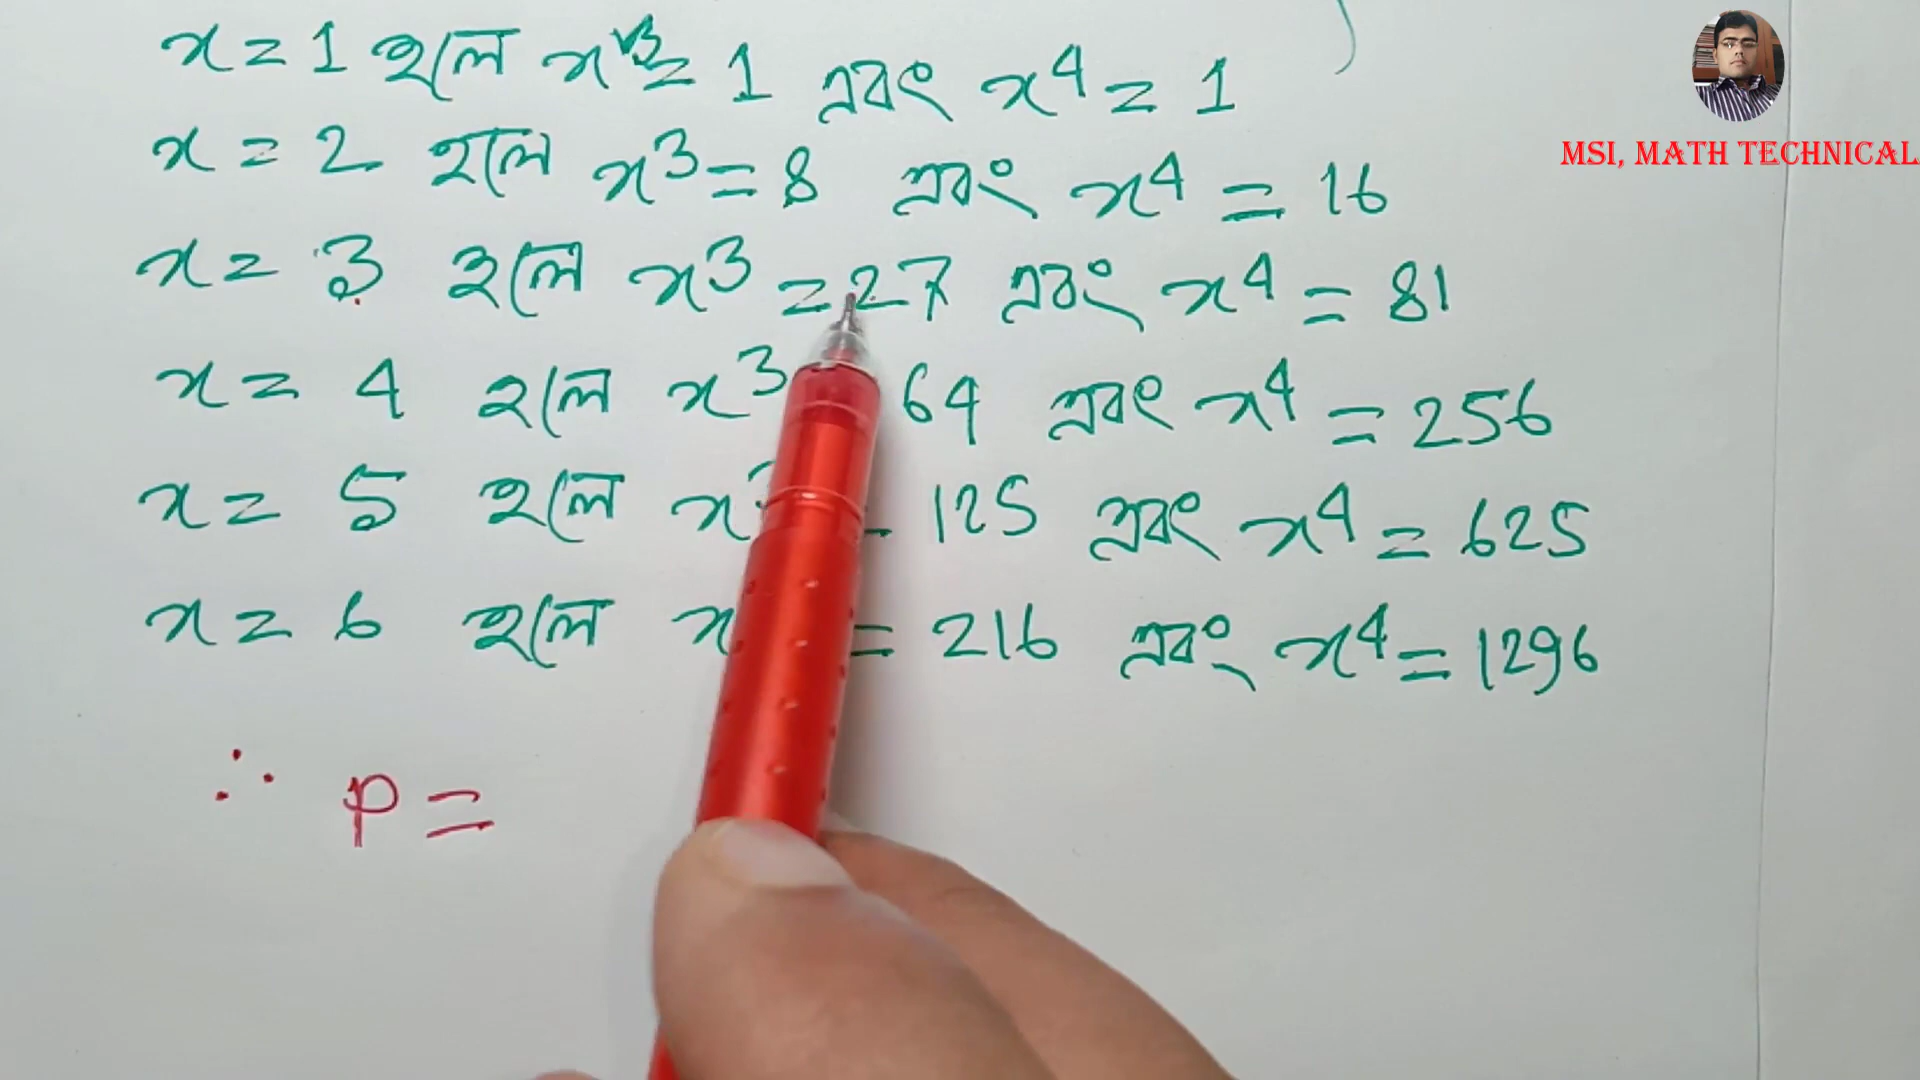 x = 1 হলে x³ = 1 এবং x⁴ = 1
MSI, MATH TECHNICAL
x = 2 হলে x³ = 8 এবং x⁴ = 16
x = 3 হলে x³ = 27 এবং x⁴ = 81
x = 4 হলে x³ 64 এবং x⁴ = 256
x = 5 হলে x³ = 125 এবং x⁴ = 625
x = 6 হলে x = 216 এবং x⁴ = 1296
∴ P =